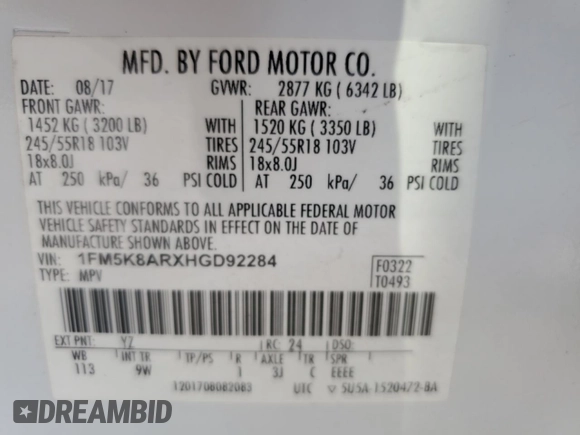 MFD. BY FORD MOTOR CO.
DATE: 08/17 GVWR: 2877 KG ( 6342 LB)
FRONT GAWR: REAR GAWR:
1452 KG ( 3200 LB) WITH 1520 KG ( 3350 LB) WITH
245/55R18 103V TIRES 245/55R18 103V TIRES
18x8.0J RIMS 18x8.0J RIMS
AT 250 kPa/ 36 PSI COLD AT 250 kPa/ 36 PSI COLD
THIS VEHICLE CONFORMS TO ALL APPLICABLE FEDERAL MOTOR
VEHICLE SAFETY STANDARDS IN EFFECT ON THE DATE OF
MANUFACTURE SHOWN ABOVE.
VIN: 1FM5K8ARXHGD92284
TYPE: MPV
F0322
T0493
EXT PNT: YZ RC: 24 DSO:
WB INT TR TP/PS R AXLE TR SPR
113 9W 1 3J C EEEE
1201708082083 UTC ▽ SU5A 1520472-BA
DREAMBID